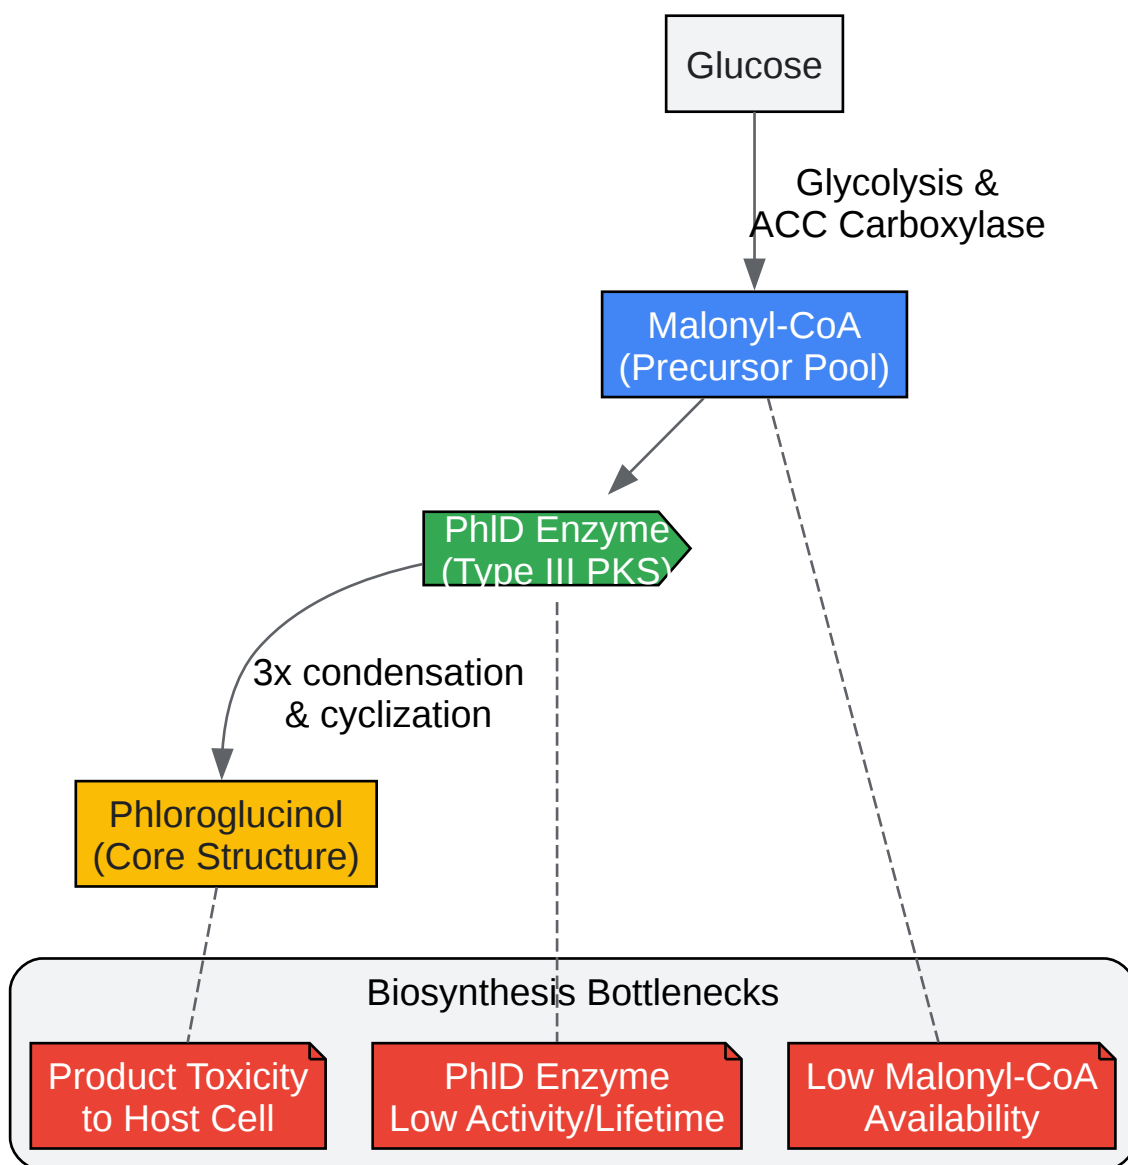 Glucose
Glycolysis &
ACC Carboxylase
Malonyl-CoA
(Precursor Pool)
PhlD Enzyme
(Type III PKS)
3x condensation
& cyclization
Phloroglucinol
(Core Structure)
Biosynthesis Bottlenecks
Product Toxicity
to Host Cell
PhlD Enzyme
Low Activity/Lifetime
Low Malonyl-CoA
Availability